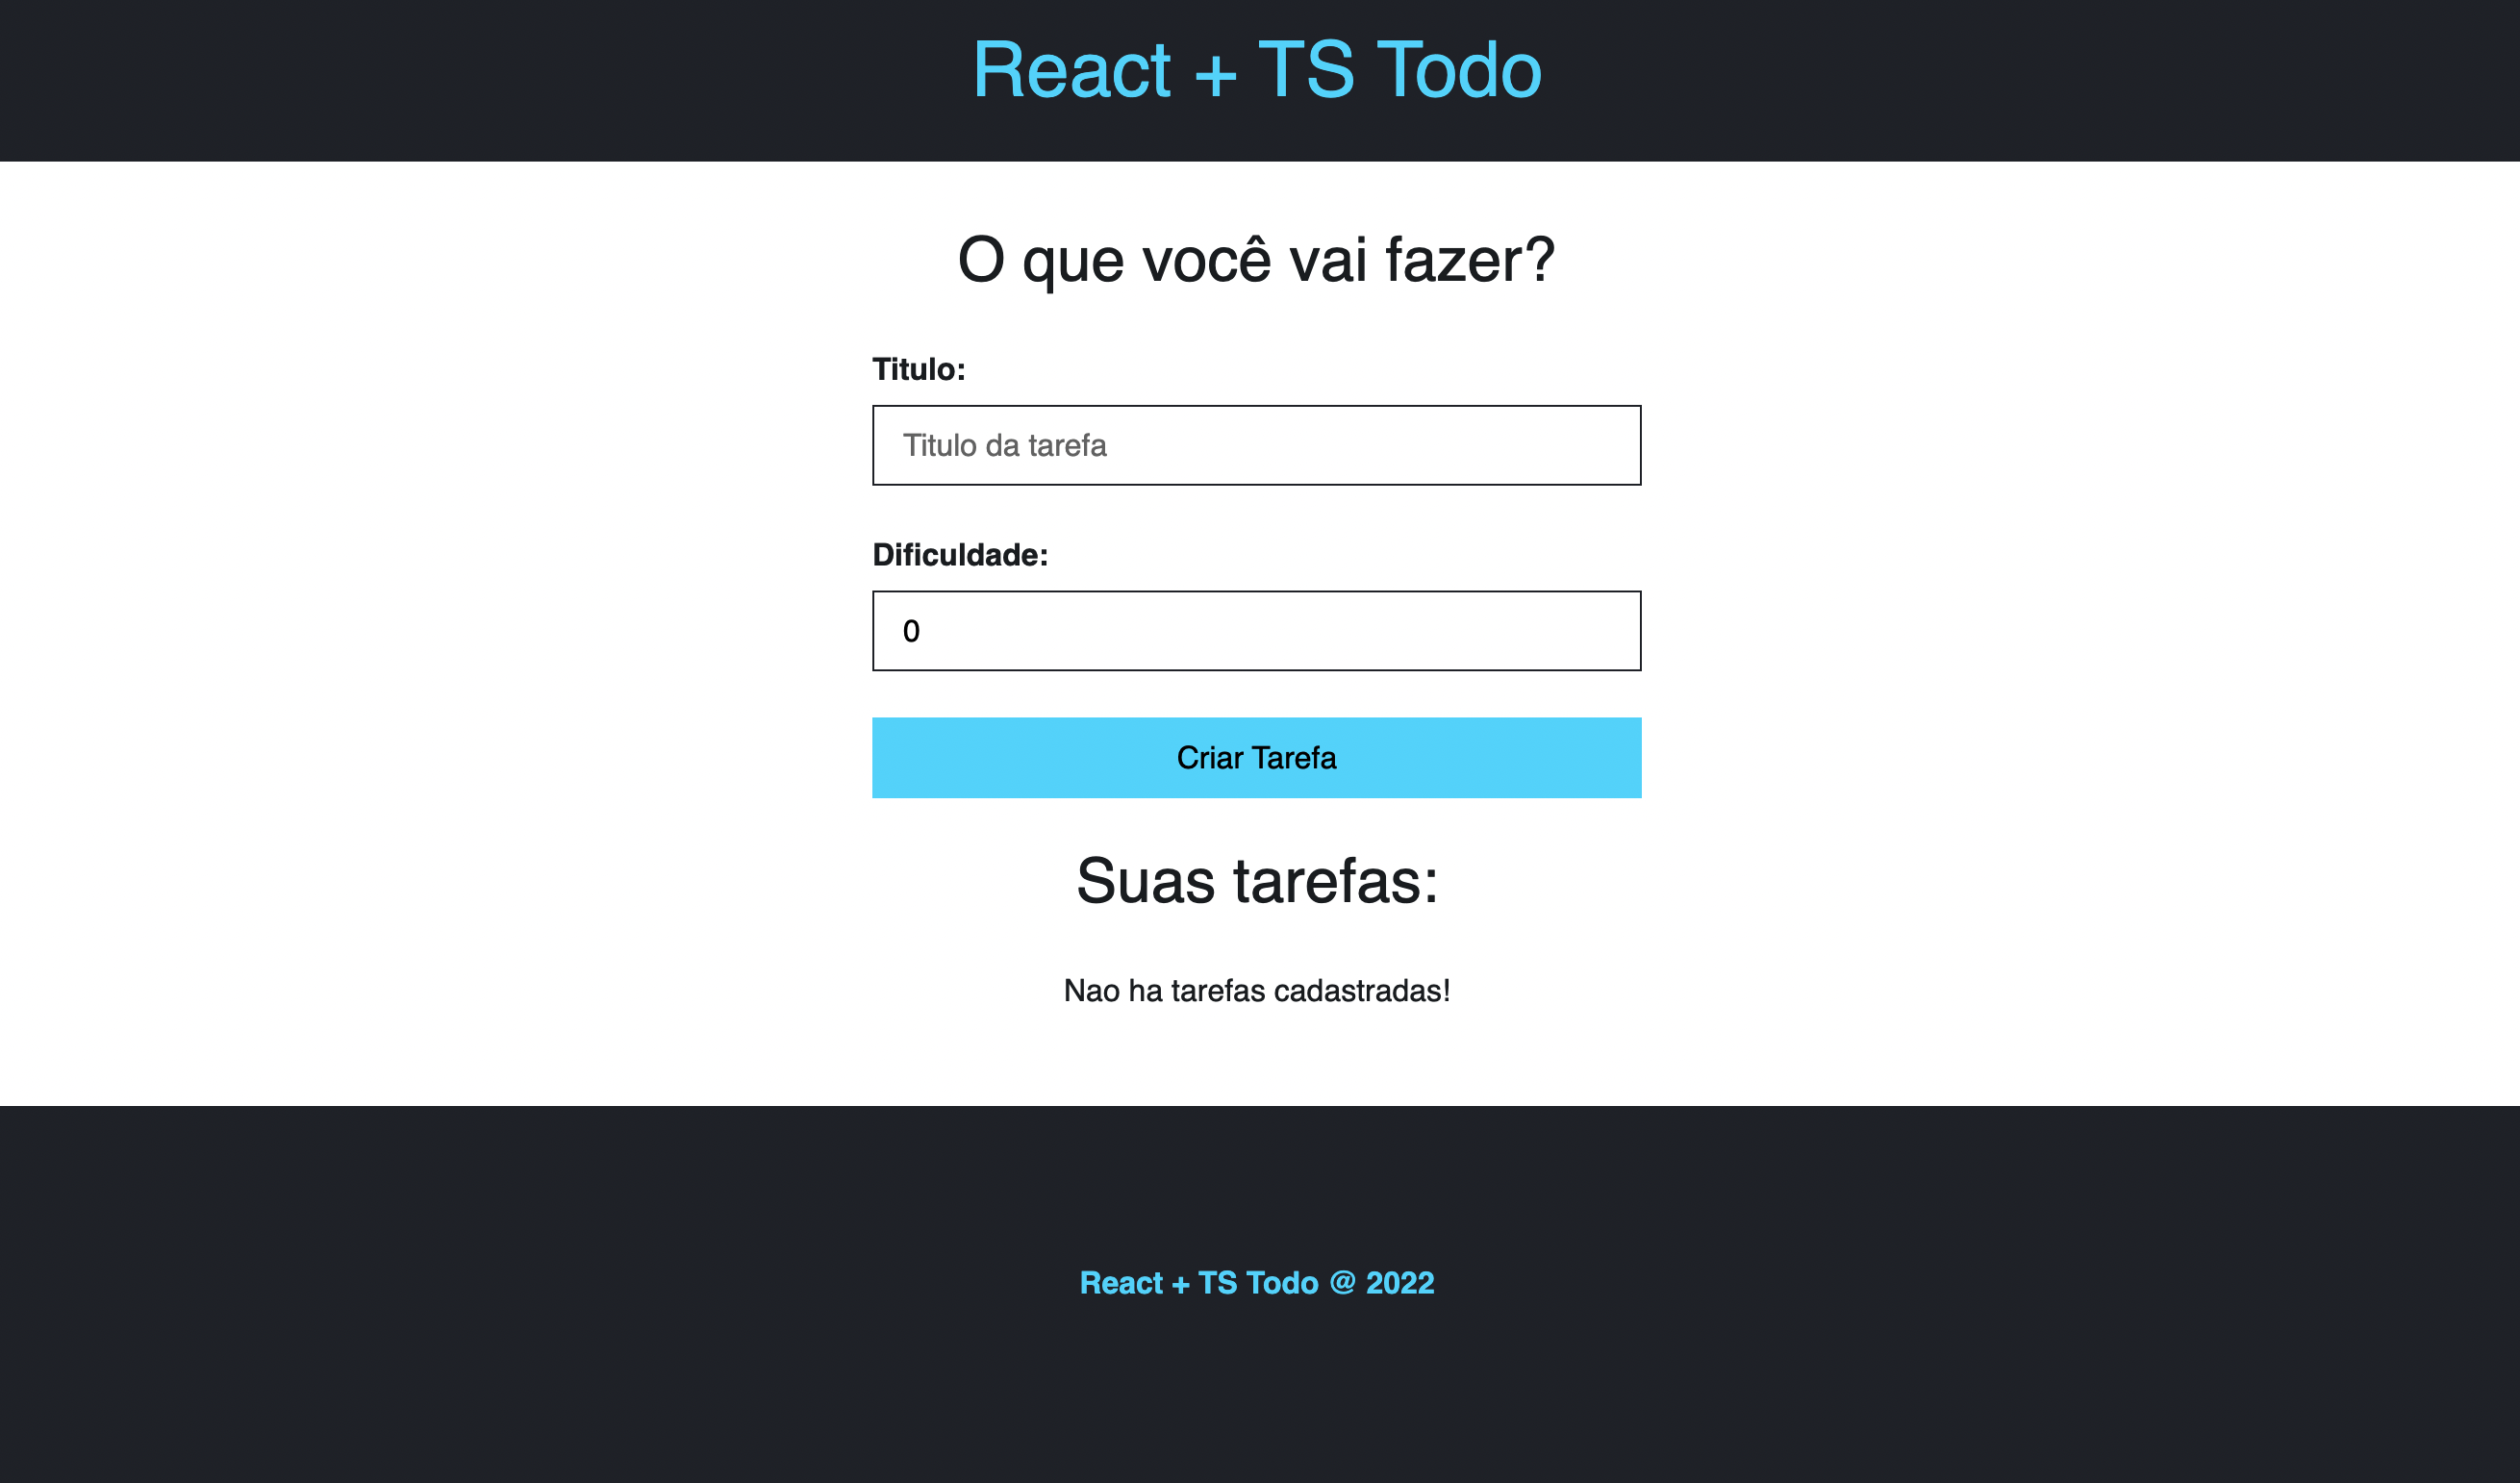 React + TS Todo
O que você vai fazer?
Titulo:
Titulo da tarefa
Dificuldade:
0
Criar Tarefa
Suas tarefas:
Nao ha tarefas cadastradas!
React + TS Todo @ 2022